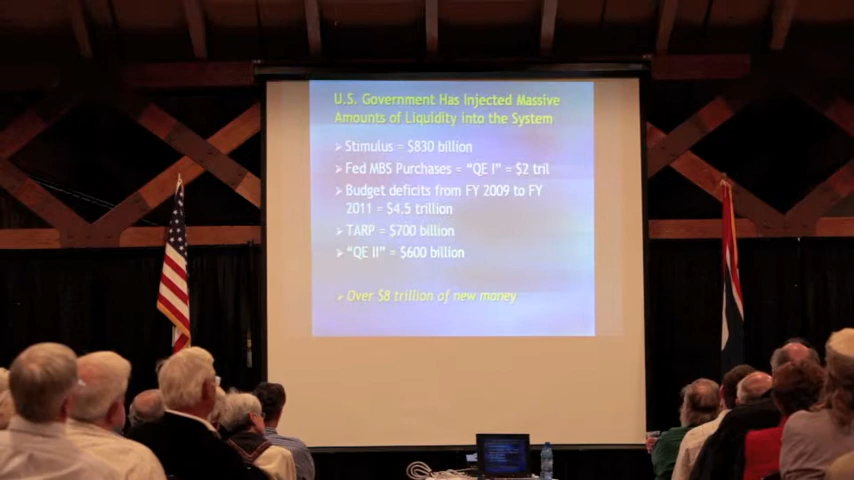 U.S. Government Has Injected Massive
Amounts of Liquidity into the System
➢ Stimulus = $830 billion
➢ Fed MBS Purchases = “QE I” = $2 tril
➢ Budget deficits from FY 2009 to FY
2011 = $4.5 trillion
➢ TARP = $700 billion
➢ “QE II” = $600 billion
➢ Over $8 trillion of new money